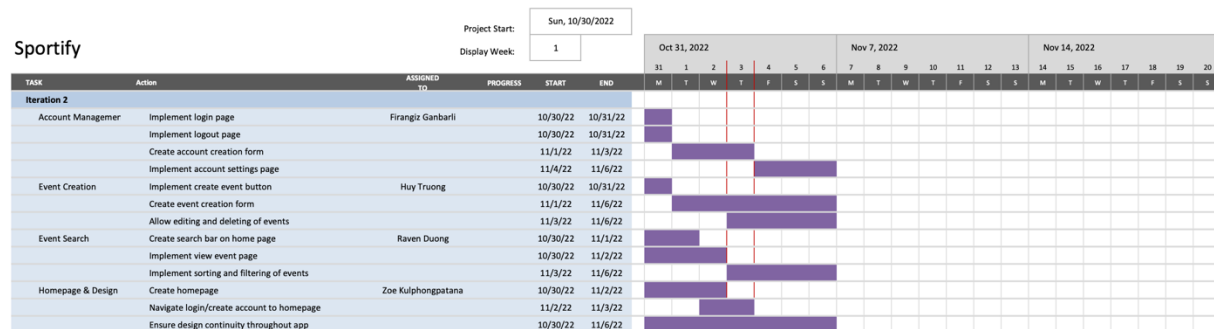 Project Start: Sun, 10/30/2022
Sportify
Display Week: 1
Oct 31, 2022 Nov 7, 2022 Nov 14, 2022
31 1 2 3 4 5 6 7 8 9 10 11 12 13 14 15 16 17 18 19 20
TASK Action ASSIGNED TO PROGRESS START END M T W T F S S M T W T F S S M T W T F S S
Iteration 2
Account Managemer Implement login page Firangiz Ganbarli 10/30/22 10/31/22
Implement logout page 10/30/22 10/31/22
Create account creation form 11/1/22 11/3/22
Implement account settings page 11/4/22 11/6/22
Event Creation Implement create event button Huy Truong 10/30/22 10/31/22
Create event creation form 11/1/22 11/6/22
Allow editing and deleting of events 11/3/22 11/6/22
Event Search Create search bar on home page Raven Duong 10/30/22 11/1/22
Implement view event page 10/30/22 11/2/22
Implement sorting and filtering of events 11/3/22 11/6/22
Homepage & Design Create homepage Zoe Kulphongpatana 10/30/22 11/2/22
Navigate login/create account to homepage 11/2/22 11/3/22
Ensure design continuity throughout app 10/30/22 11/6/22